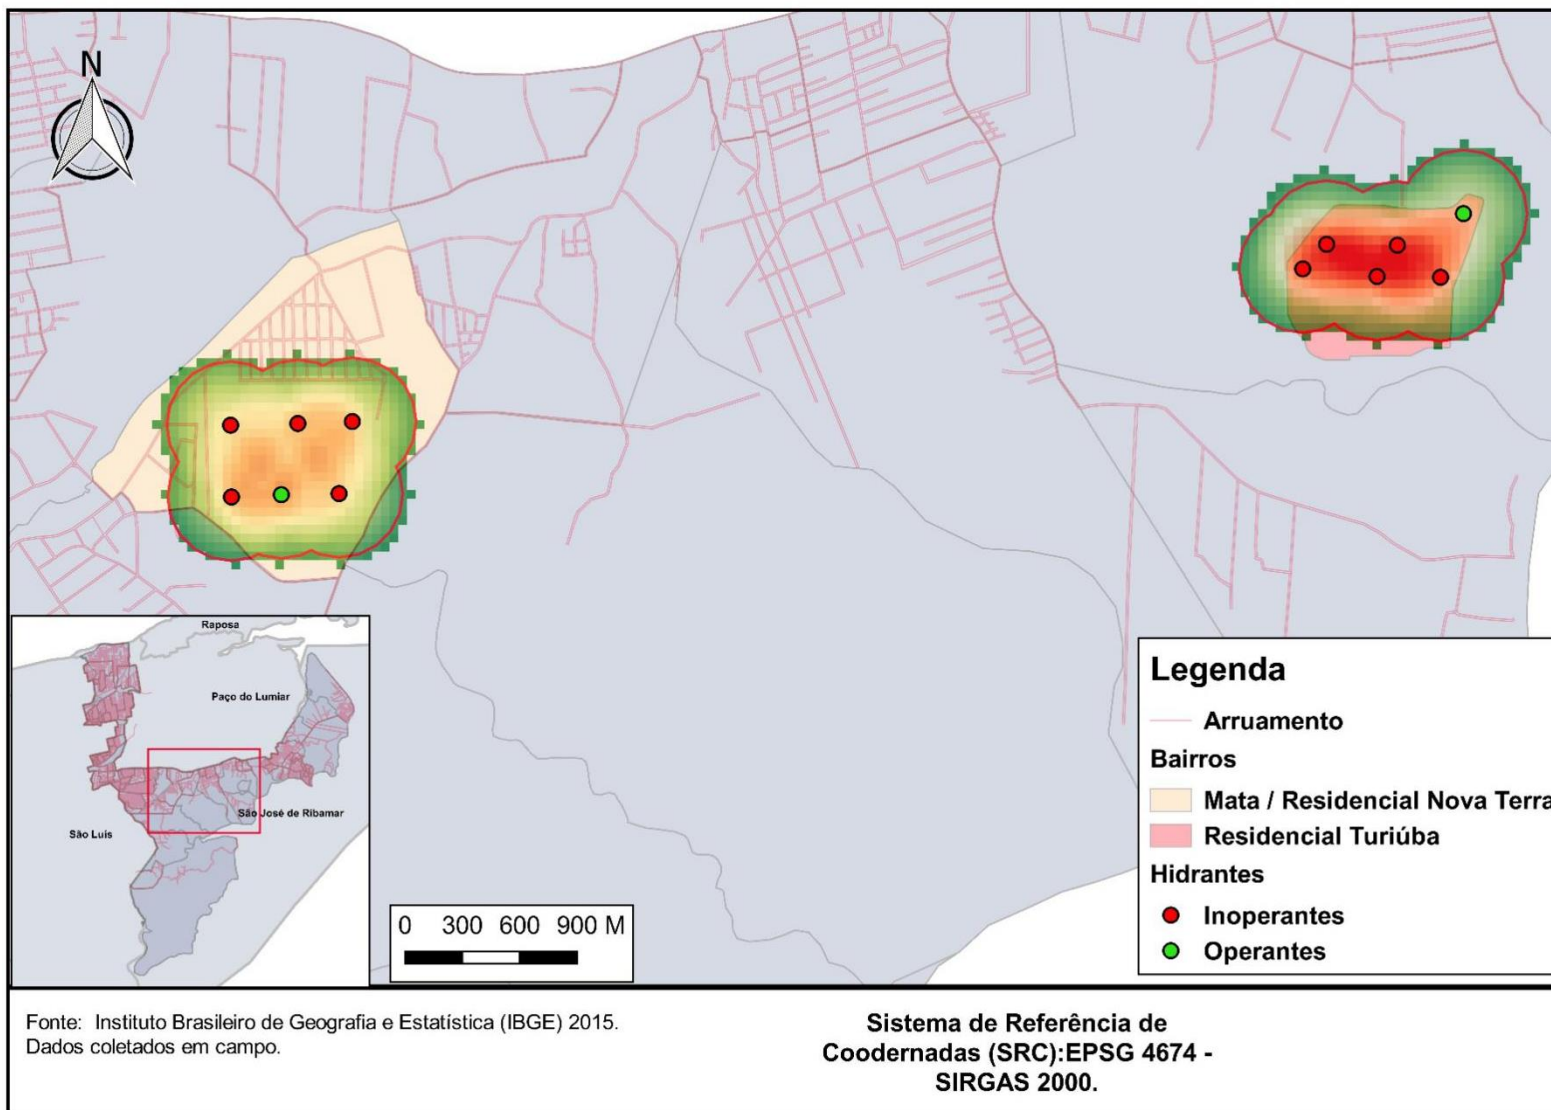 N
Raposa
Paço do Lumiar
São José de Ribamar
São Luís
0 300 600 900 M
Legenda
Arruamento
Bairros
Mata / Residencial Nova Terra
Residencial Turiúba
Hidrantes
Inoperantes
Operantes
Fonte: Instituto Brasileiro de Geografia e Estatística (IBGE) 2015.
Dados coletados em campo.
Sistema de Referência de
Coodernadas (SRC):EPSG 4674 -
SIRGAS 2000.